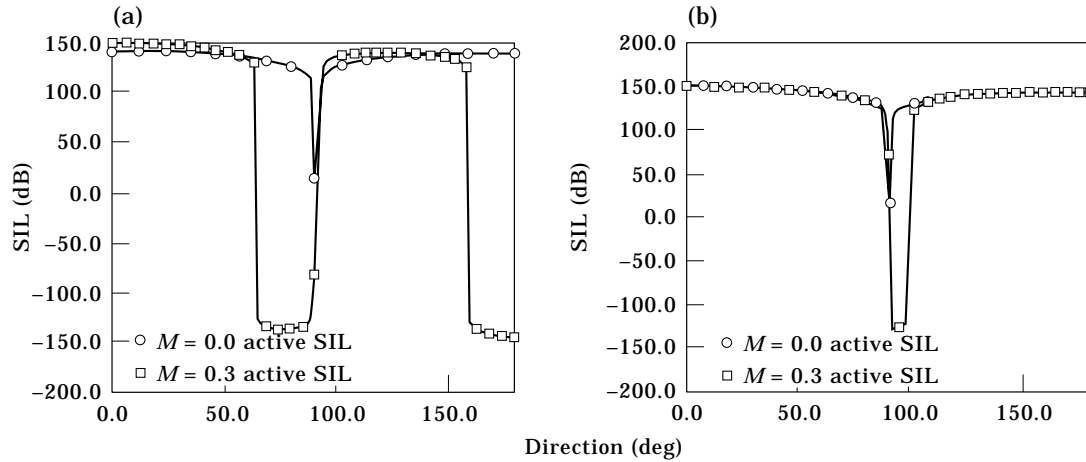 (a)
150.0
100.0
50.0
0.0
−50.0
−100.0
−150.0
−200.0
SIL (dB)
M = 0.0 active SIL
M = 0.3 active SIL
0.0 50.0 100.0 150.0
(b)
200.0
150.0
100.0
50.0
0.0
−50.0
−100.0
−150.0
−200.0
SIL (dB)
M = 0.0 active SIL
M = 0.3 active SIL
0.0 50.0 100.0 150.0
Direction (deg)